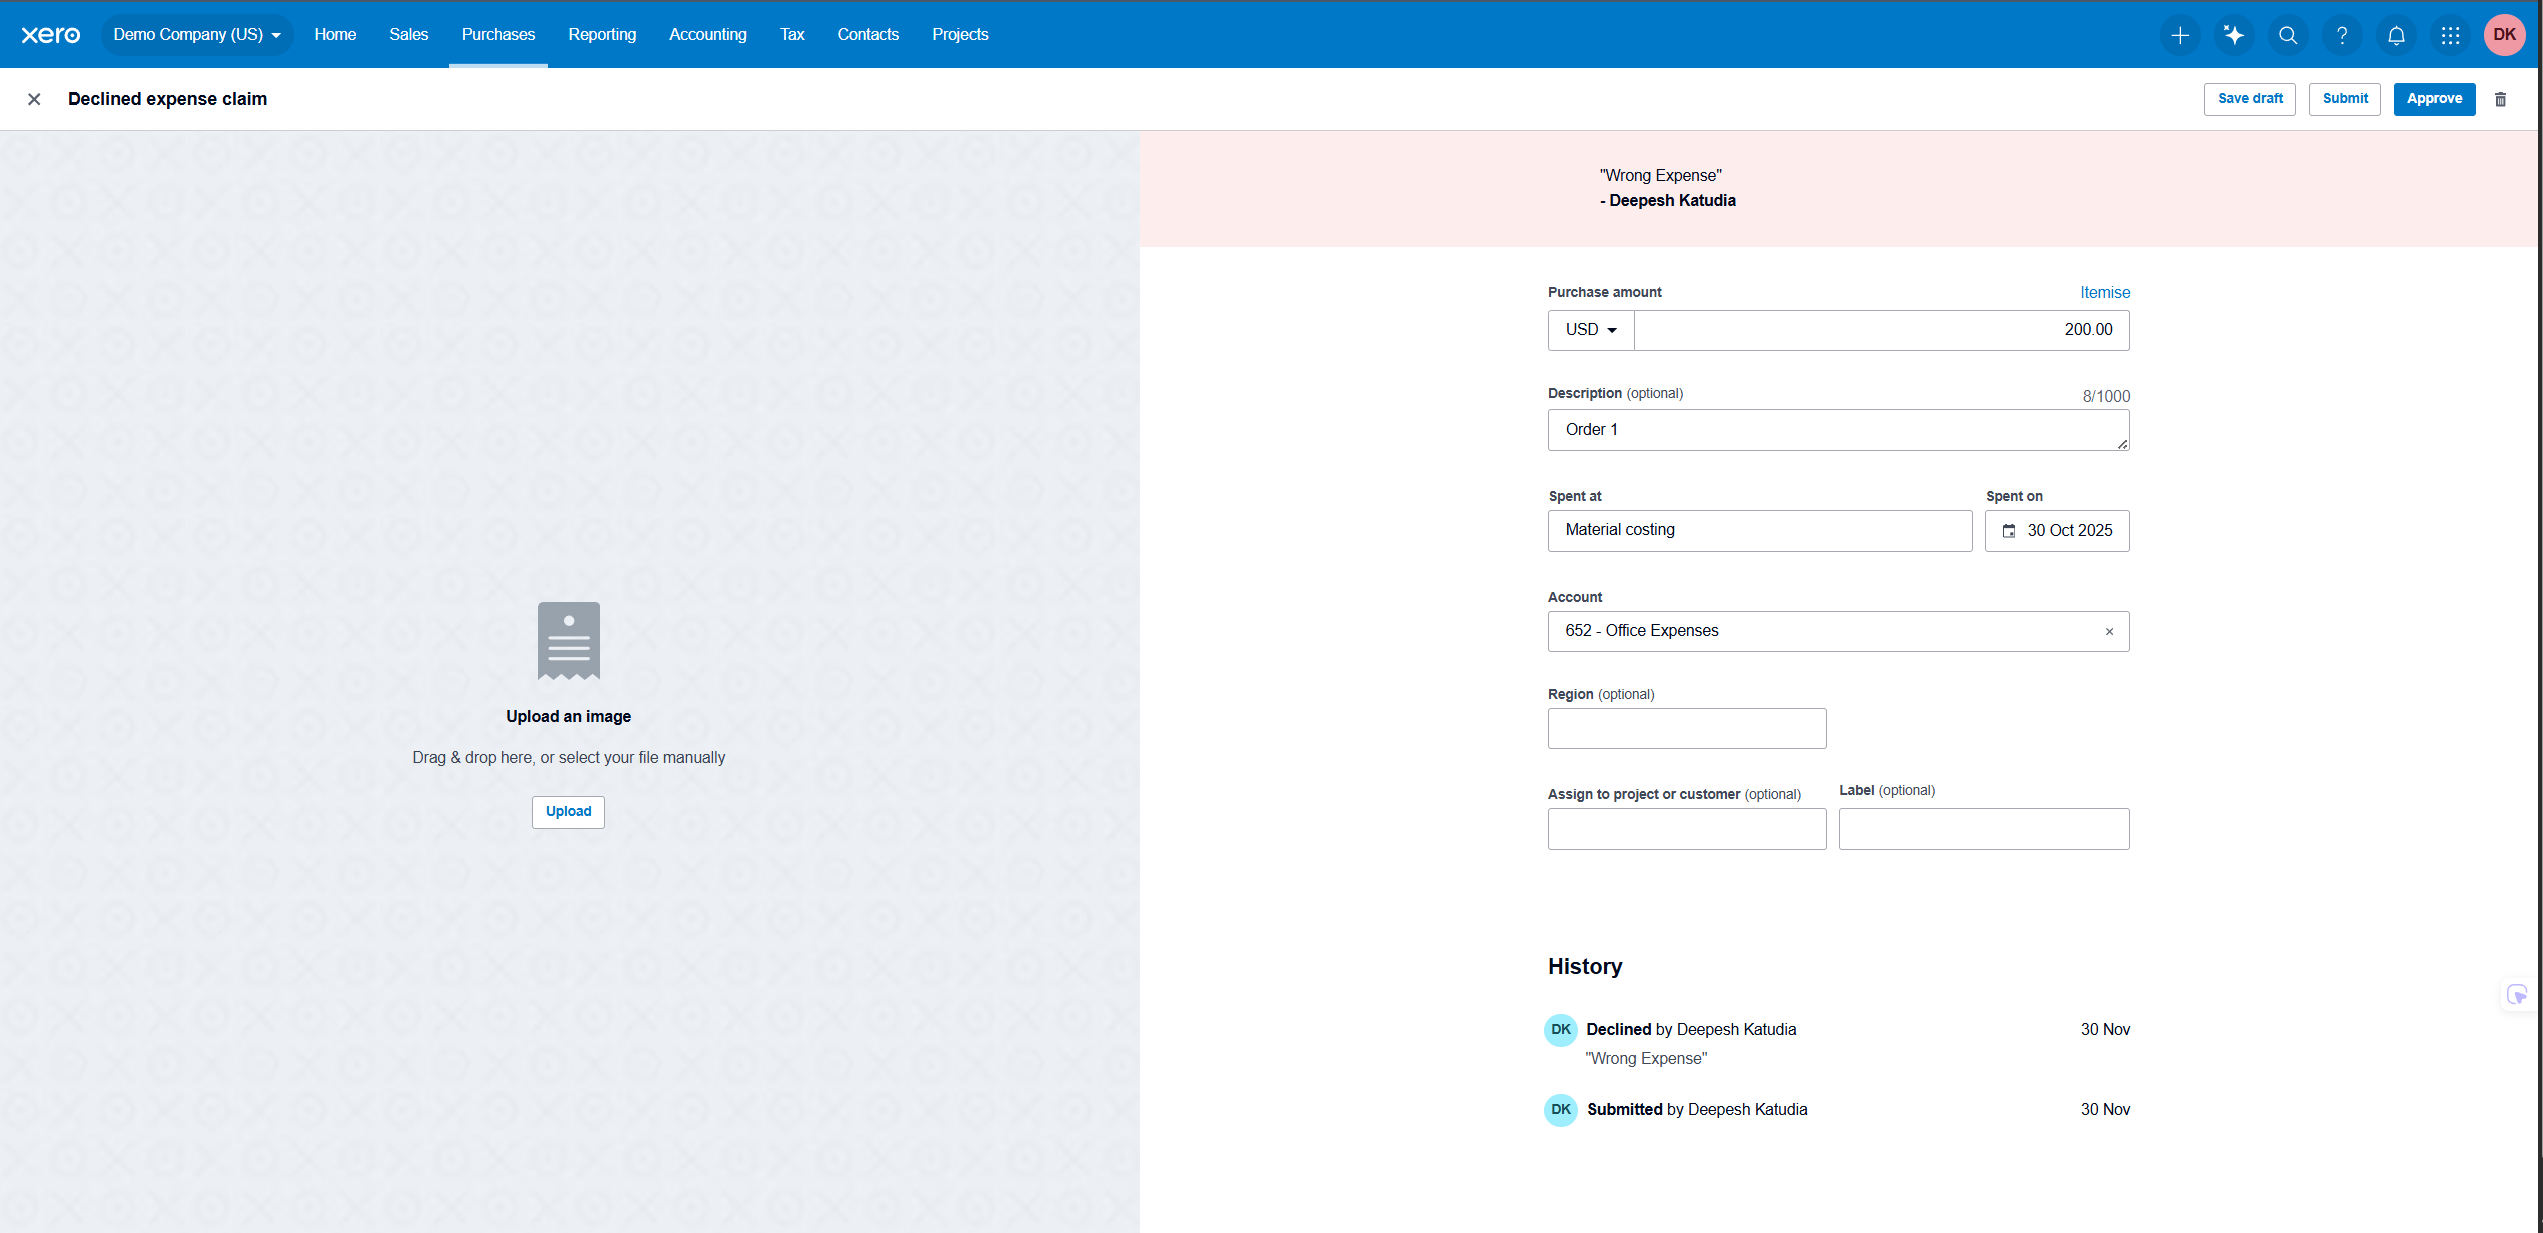 xero
Demo Company (US)
Home
Sales
Purchases
Reporting
Accounting
Tax
Contacts
Projects
DK
Declined expense claim
Save draft
Submit
Approve
Upload an image
Drag & drop here, or select your file manually
Upload
"Wrong Expense"
- Deepesh Katudia
Purchase amount
Itemise
USD
200.00
Description (optional)
8/1000
Order 1
Spent at
Spent on
Material costing
30 Oct 2025
Account
652 - Office Expenses
Region (optional)
Assign to project or customer (optional)
Label (optional)
History
DK
Declined by Deepesh Katudia
30 Nov
"Wrong Expense"
DK
Submitted by Deepesh Katudia
30 Nov